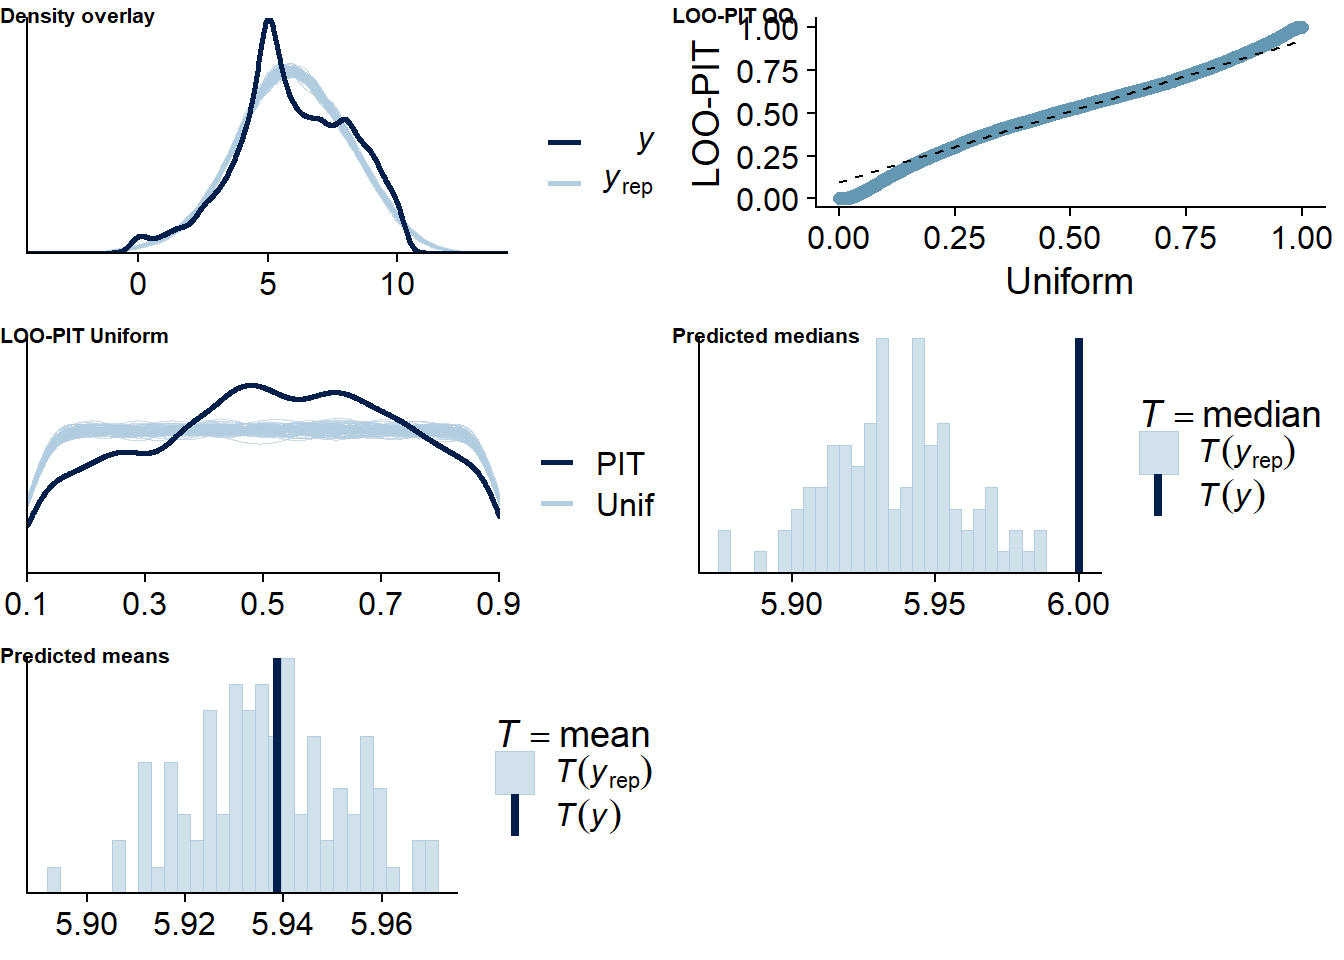 Density overlay
y
yrep
0 5 10
LOO-PIT QQ
LOO-PIT
1.00
0.75
0.50
0.25
0.00
0.00 0.25 0.50 0.75 1.00
Uniform
LOO-PIT Uniform
PIT
Unif
0.1 0.3 0.5 0.7 0.9
Predicted medians
T = median
T(yrep)
T(y)
5.90 5.95 6.00
Predicted means
T = mean
T(yrep)
T(y)
5.90 5.92 5.94 5.96